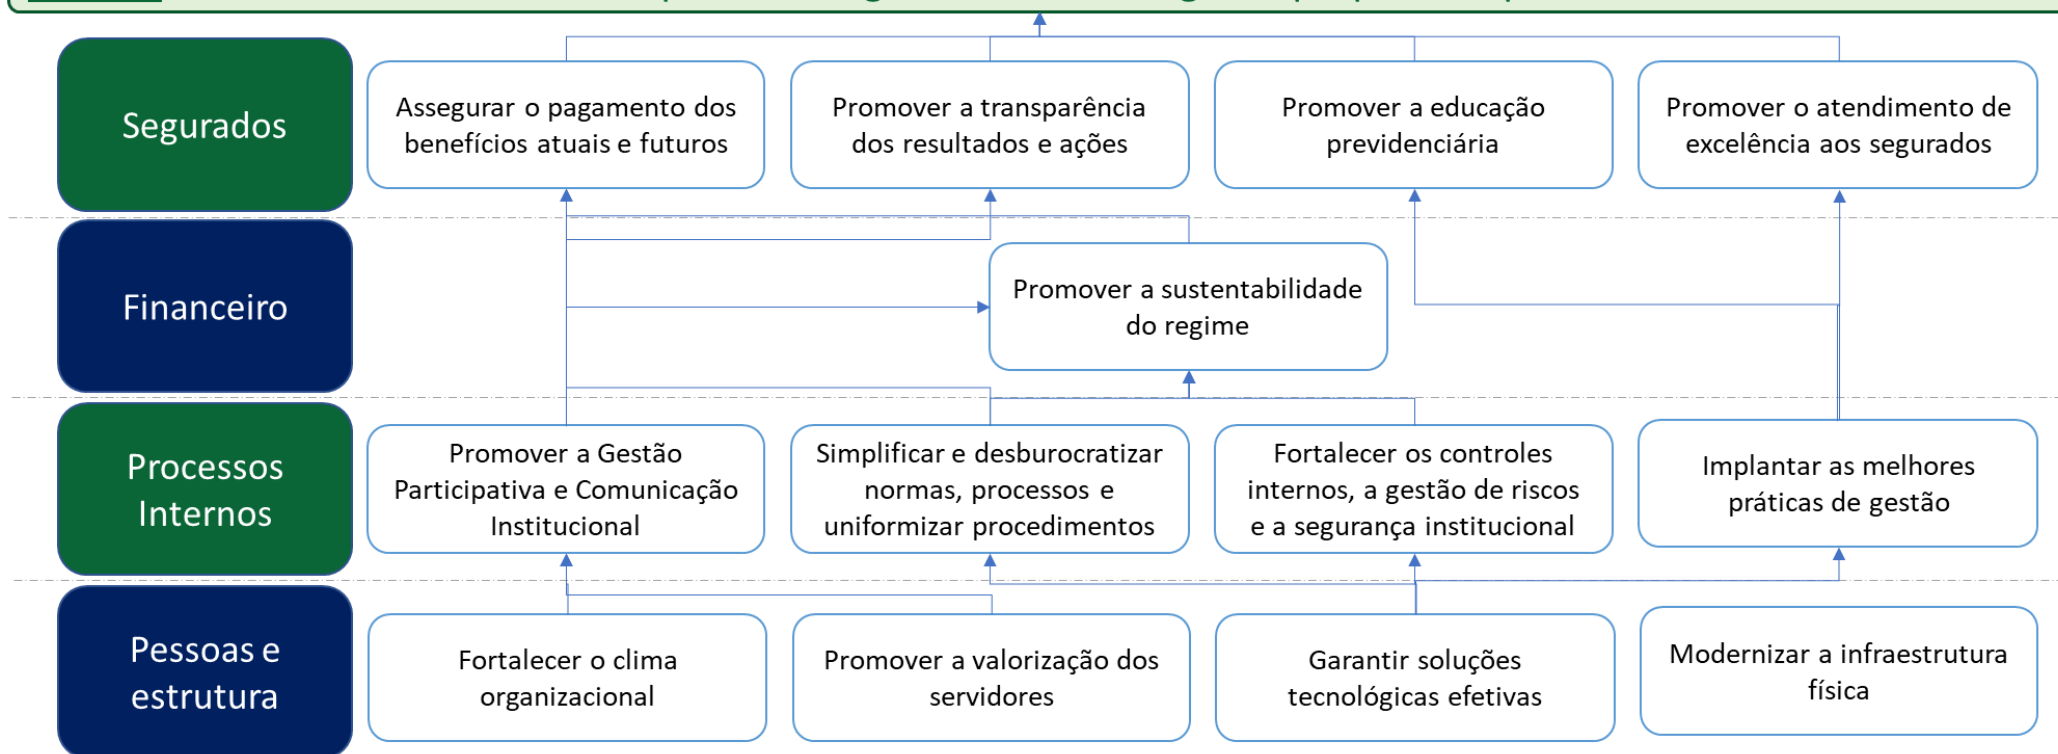 Segurados
Assegurar o pagamento dos
benefícios atuais e futuros
Promover a transparência
dos resultados e ações
Promover a educação
previdenciária
Promover o atendimento de
excelência aos segurados
Financeiro
Promover a sustentabilidade
do regime
Processos
Internos
Promover a Gestão
Participativa e Comunicação
Institucional
Simplificar e desburocratizar
normas, processos e
uniformizar procedimentos
Fortalecer os controles
internos, a gestão de riscos
e a segurança institucional
Implantar as melhores
práticas de gestão
Pessoas e
estrutura
Fortalecer o clima
organizacional
Promover a valorização dos
servidores
Garantir soluções
tecnológicas efetivas
Modernizar a infraestrutura
física